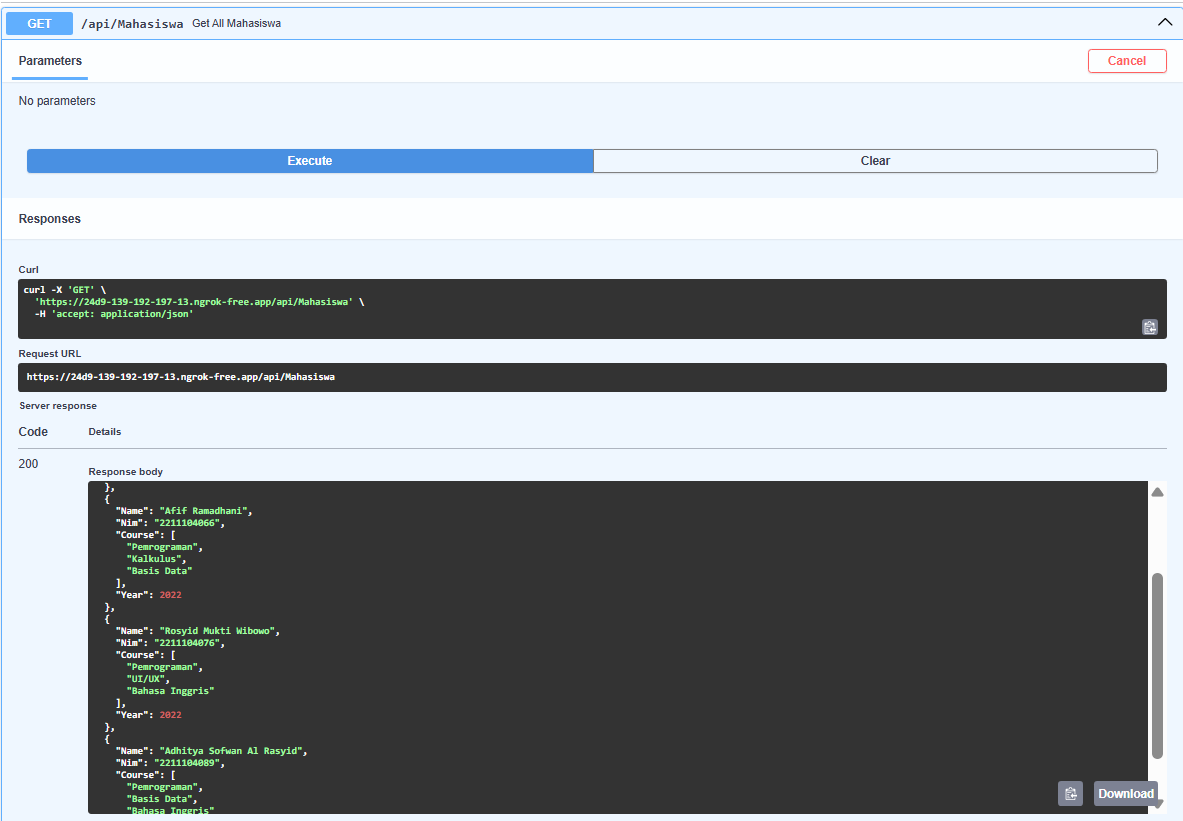 GET /api/Mahasiswa Get All Mahasiswa
Parameters
Cancel
No parameters
Execute
Clear
Responses
Curl
curl -X 'GET' \
  'https://24d9-139-192-197-13.ngrok-free.app/api/Mahasiswa' \
  -H 'accept: application/json'
Request URL
https://24d9-139-192-197-13.ngrok-free.app/api/Mahasiswa
Server response
Code Details
200
Response body
  },
  {
    "Name": "Afif Ramadhani",
    "Nim": "2211104066",
    "Course": [
      "Pemrograman",
      "Kalkulus",
      "Basis Data"
    ],
    "Year": 2022
  },
  {
    "Name": "Rosyid Mukti Wibowo",
    "Nim": "2211104076",
    "Course": [
      "Pemrograman",
      "UI/UX",
      "Bahasa Inggris"
    ],
    "Year": 2022
  },
  {
    "Name": "Adhitya Sofwan Al Rasyid",
    "Nim": "2211104089",
    "Course": [
      "Pemrograman",
      "Basis Data",
      "Bahasa Inggris"
Download